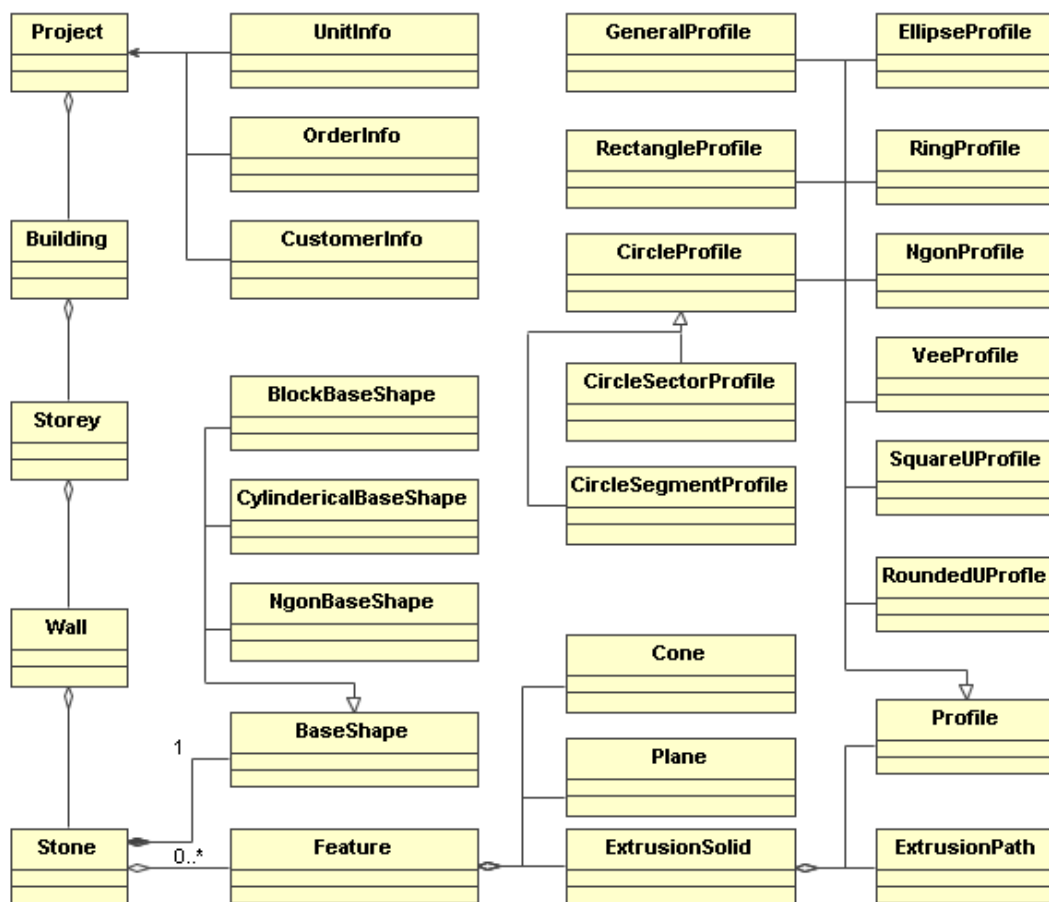 Project
UnitInfo
GeneralProfile
EllipseProfile
OrderInfo
RectangleProfile
RingProfile
Building
CustomerInfo
CircleProfile
NgonProfile
VeeProfile
BlockBaseShape
CircleSectorProfile
Storey
SquareUProfile
CylindericalBaseShape
CircleSegmentProfile
RoundedUProfle
NgonBaseShape
Wall
Cone
BaseShape
Profile
1
Plane
Stone
0..*
Feature
ExtrusionSolid
ExtrusionPath